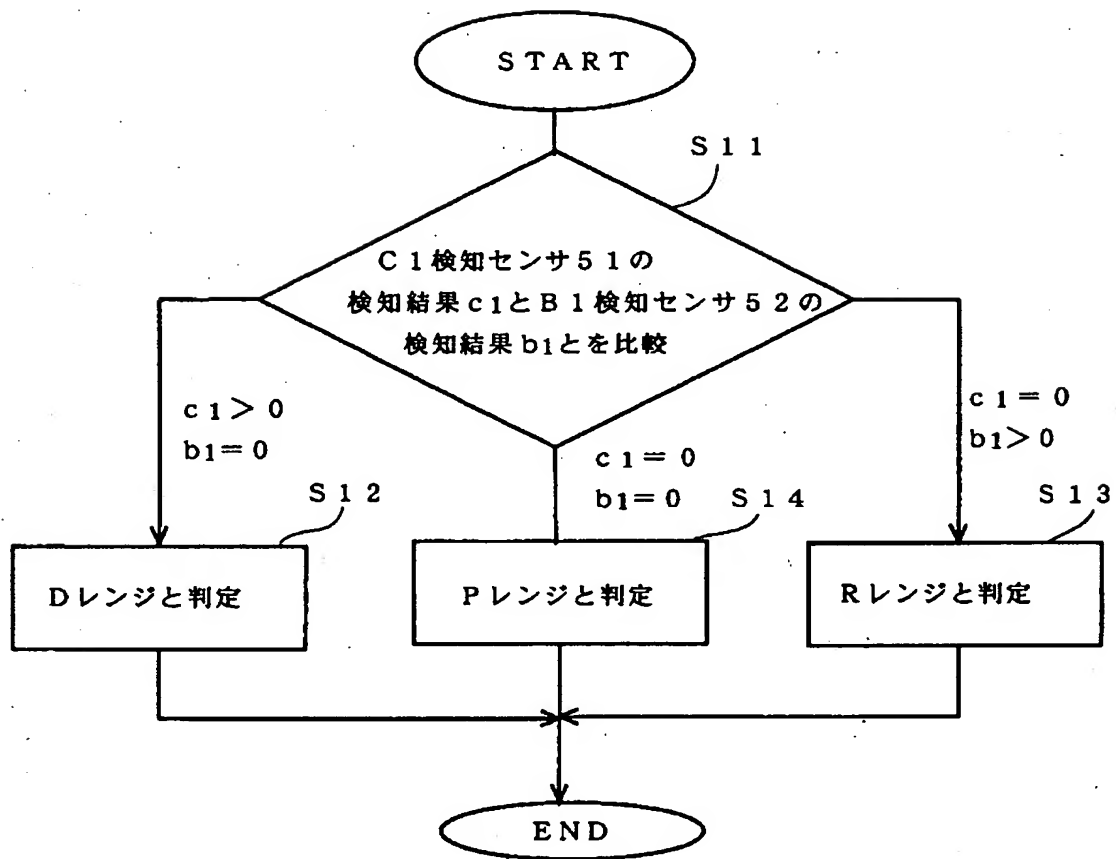 START
S11
C1検知センサ51の
検知結果c1とB1検知センサ52の
検知結果b1とを比較
c1>0
b1=0
c1=0
b1=0
c1=0
b1>0
S12
S14
S13
Dレンジと判定
Pレンジと判定
Rレンジと判定
END